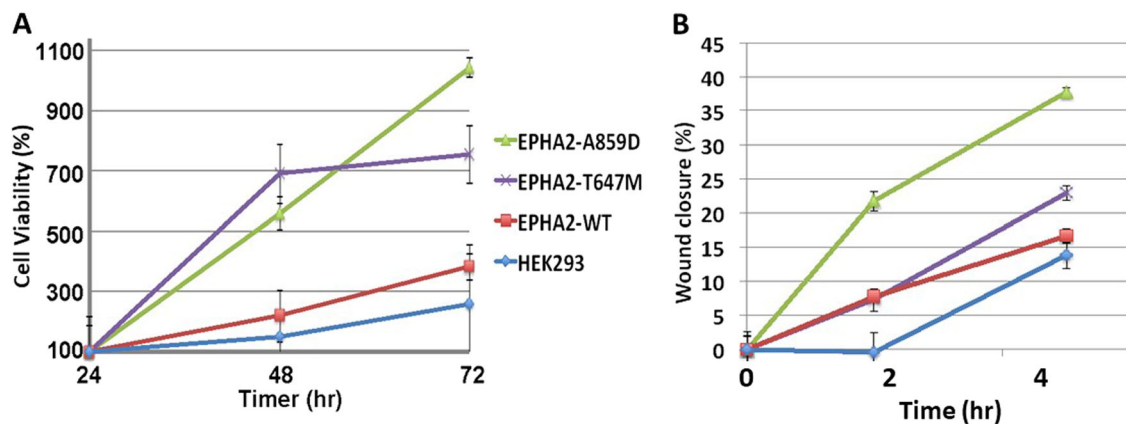 A
1100
900
700
500
300
100
Cell Viability (%)
24
48
72
Timer (hr)
EPHA2-A859D
EPHA2-T647M
EPHA2-WT
HEK293
B
45
40
35
30
25
20
15
10
5
0
Wound closure (%)
0
2
4
Time (hr)